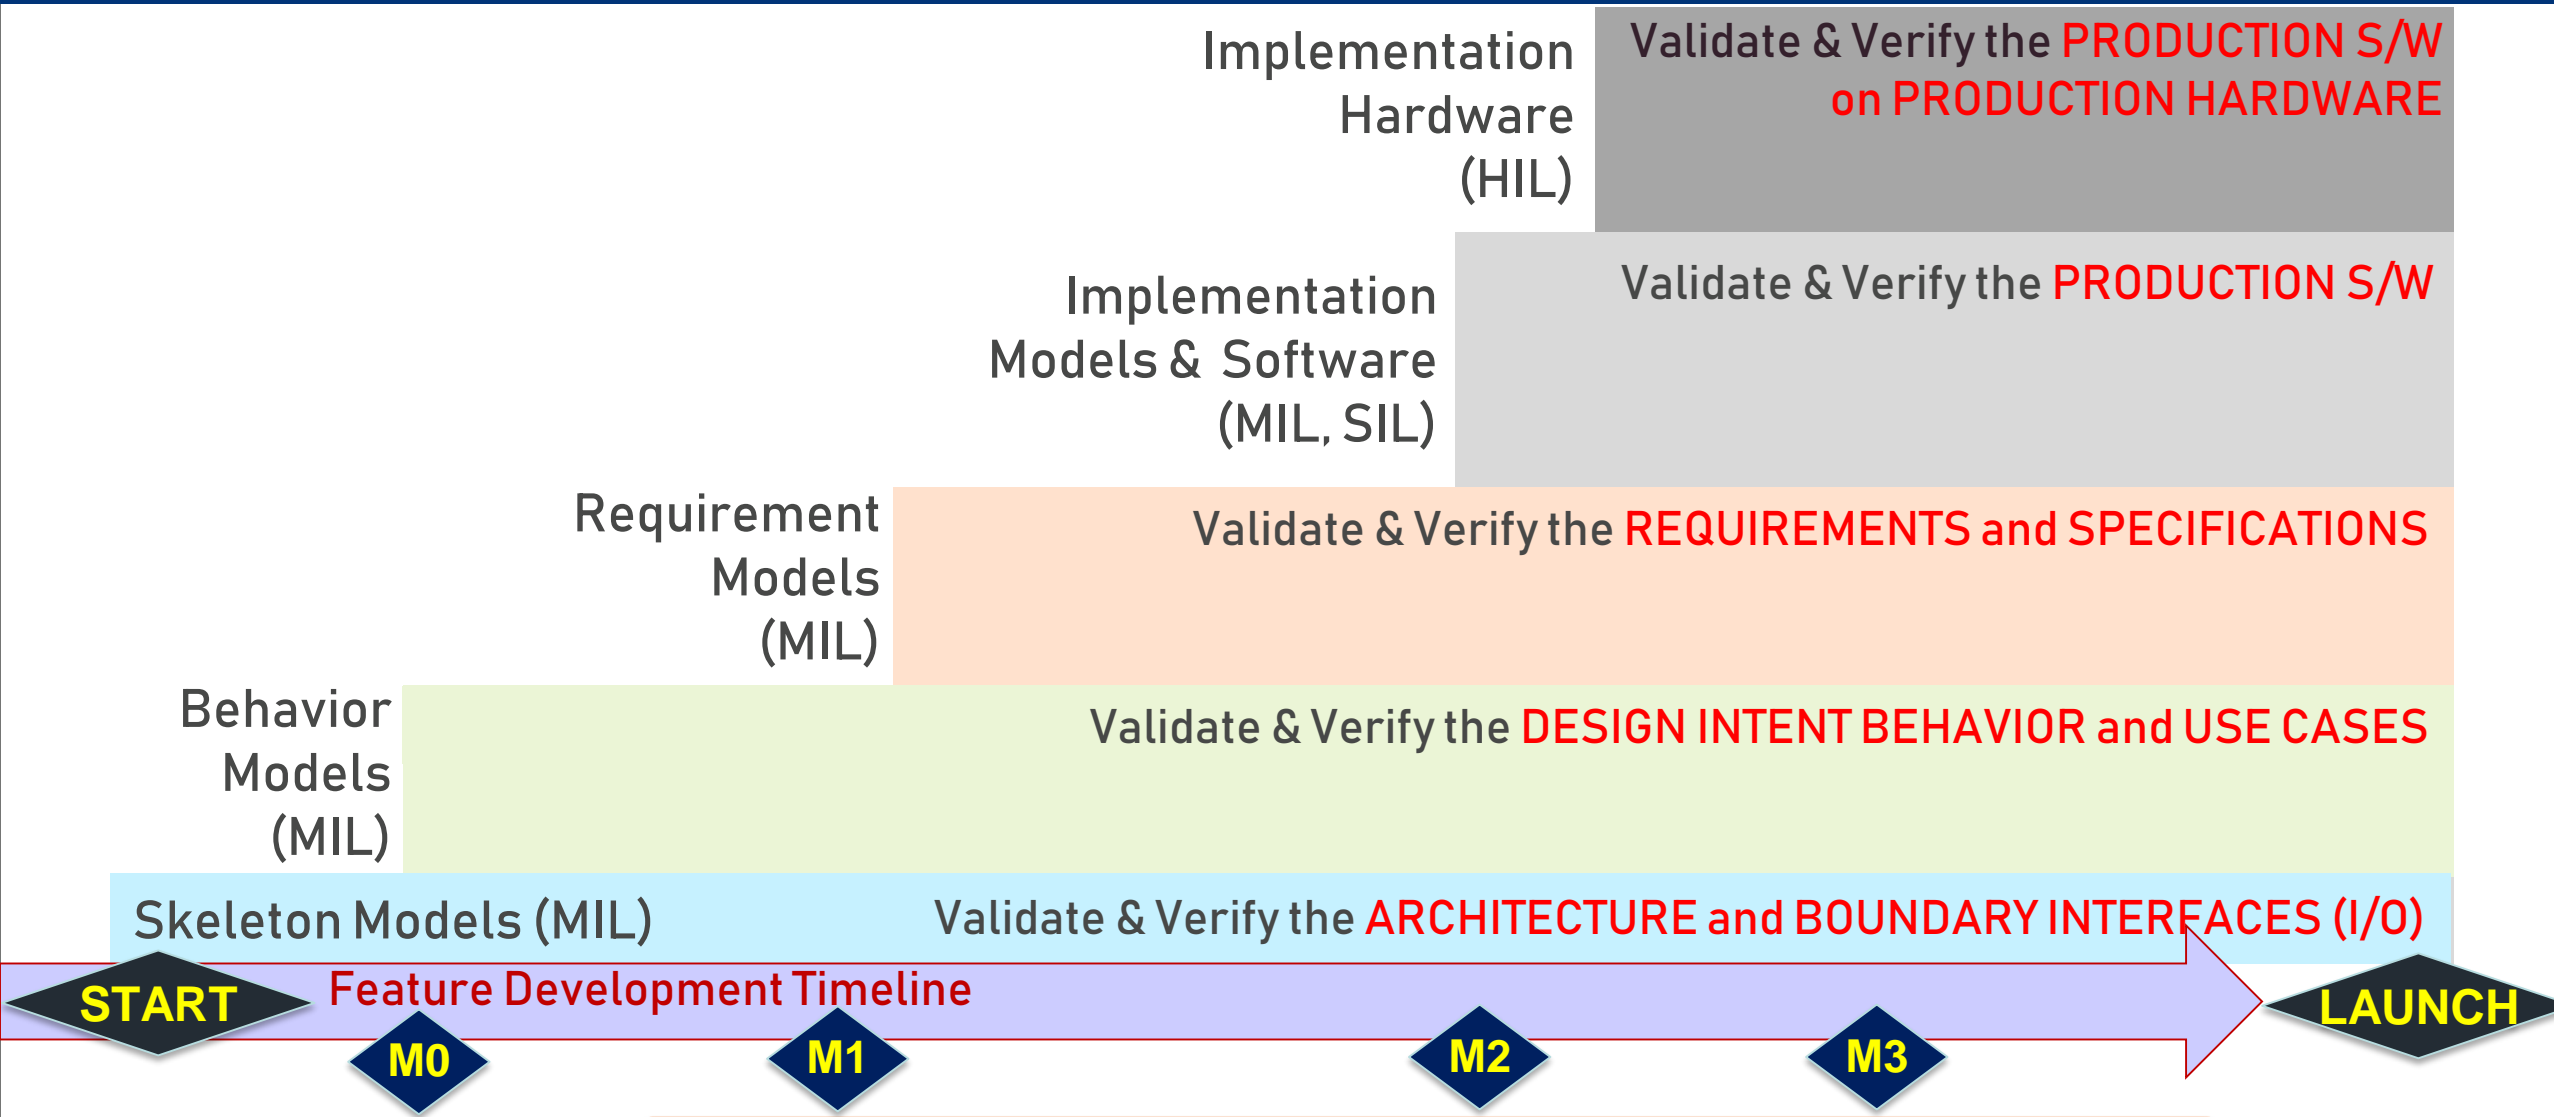 Implementation
Hardware
(HIL)
Validate & Verify the PRODUCTION S/W
on PRODUCTION HARDWARE
Implementation
Models & Software
(MIL, SIL)
Validate & Verify the PRODUCTION S/W
Requirement
Models
(MIL)
Validate & Verify the REQUIREMENTS and SPECIFICATIONS
Behavior
Models
(MIL)
Validate & Verify the DESIGN INTENT BEHAVIOR and USE CASES
Skeleton Models (MIL)
Validate & Verify the ARCHITECTURE and BOUNDARY INTERFACES (I/O)
START
Feature Development Timeline
LAUNCH
M0
M1
M2
M3